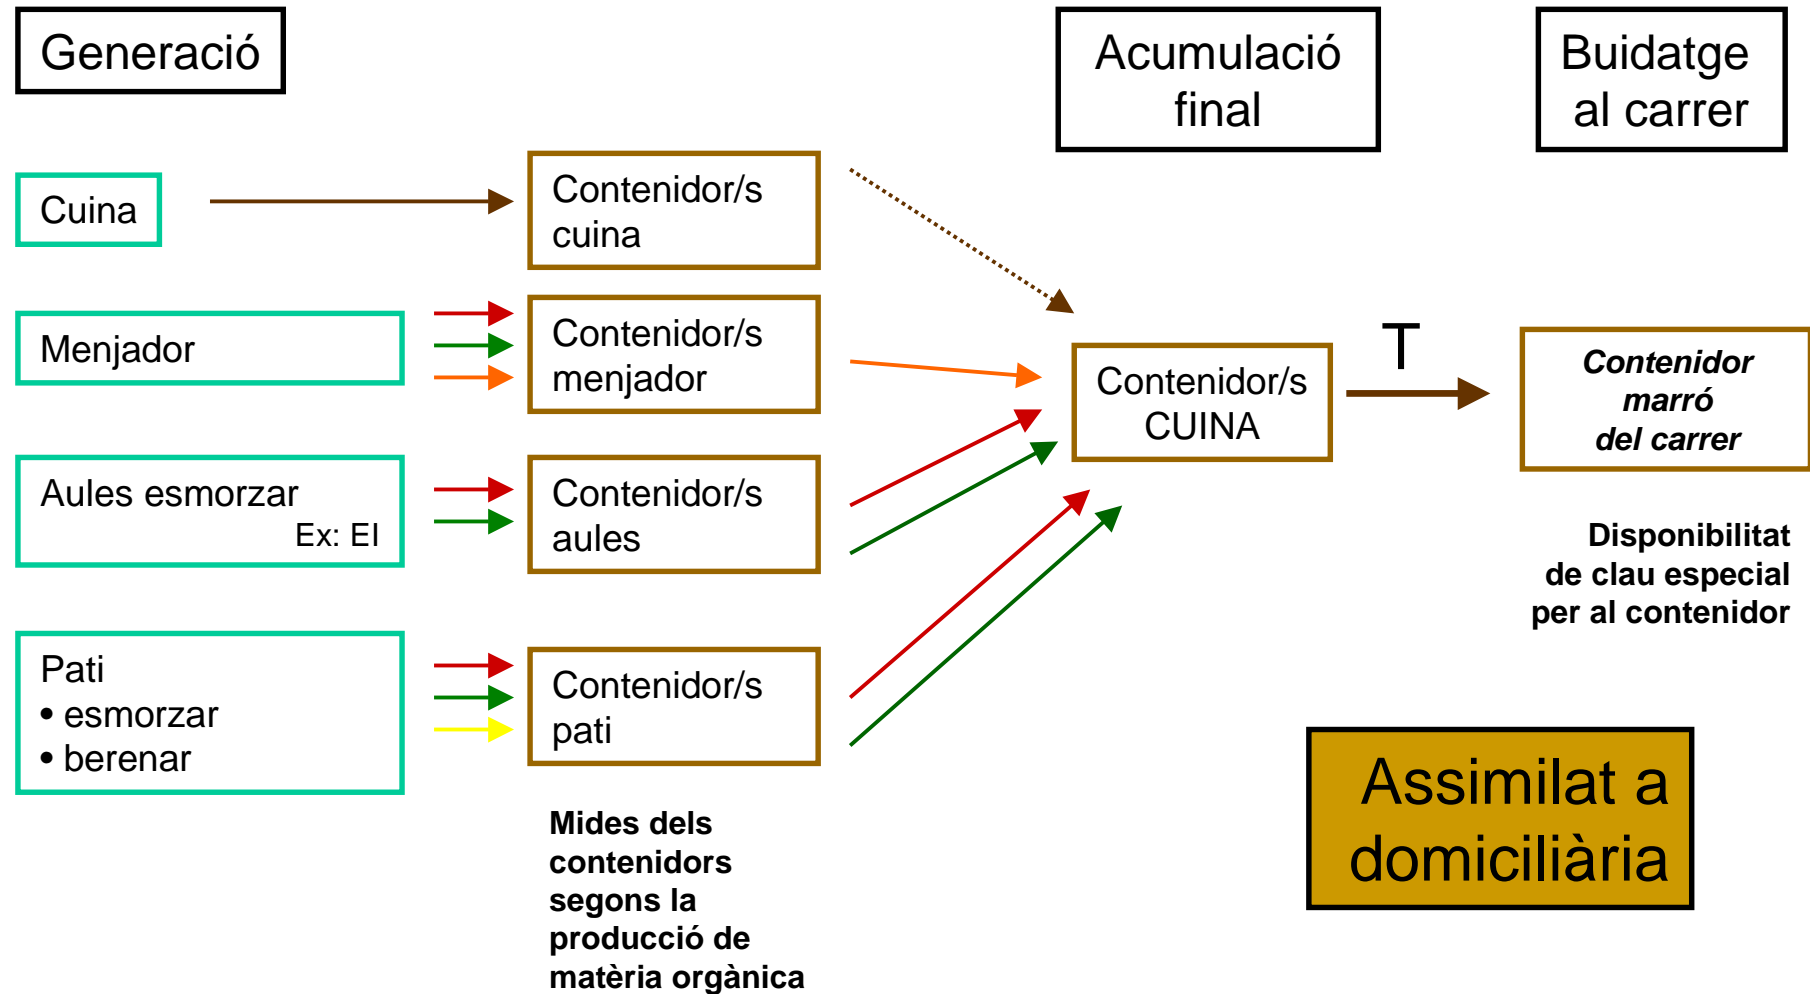 Generació
Acumulació
final
Buidatge
al carrer
Cuina
Contenidor/s
cuina
Menjador
Contenidor/s
menjador
Aules esmorzar
Ex: EI
Contenidor/s
aules
Pati
• esmorzar
• berenar
Contenidor/s
pati
Mides dels
contenidors
segons la
producció de
matèria orgànica
Contenidor/s
CUINA
T
Contenidor
marró
del carrer
Disponibilitat
de clau especial
per al contenidor
Assimilat a
domiciliària